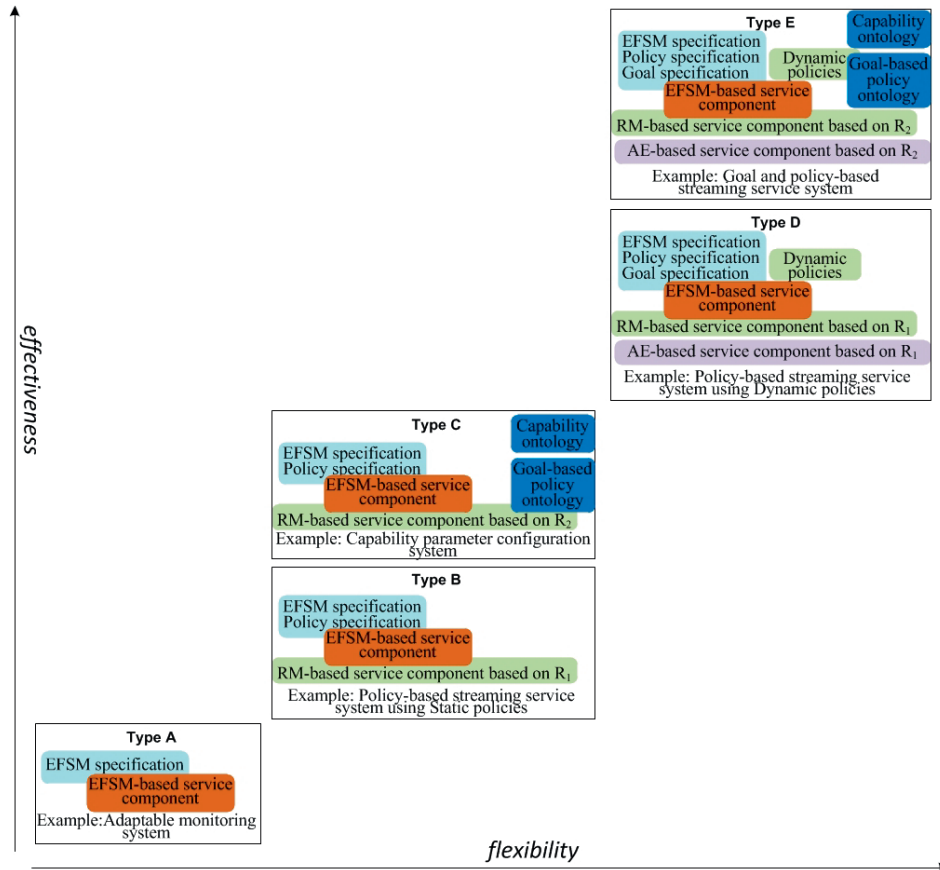 Type E
EFSM specification
Policy specification
Goal specification
Dynamic
policies
Capability
ontology
Goal-based
policy
ontology
EFSM-based service
component
RM-based service component based on R₂
AE-based service component based on R₂
Example: Goal and policy-based
streaming service system
Type D
EFSM specification
Policy specification
Goal specification
Dynamic
policies
EFSM-based service
component
RM-based service component based on R₁
AE-based service component based on R₁
Example: Policy-based streaming service
system using Dynamic policies
effectiveness
Type C
EFSM specification
Policy specification
Capability
ontology
Goal-based
policy
ontology
EFSM-based service
component
RM-based service component based on R₂
Example: Capability parameter configuration
system
Type B
EFSM specification
Policy specification
EFSM-based service
component
RM-based service component based on R₁
Example: Policy-based streaming service
system using Static policies
Type A
EFSM specification
EFSM-based service
component
Example:Adaptable monitoring
system
flexibility